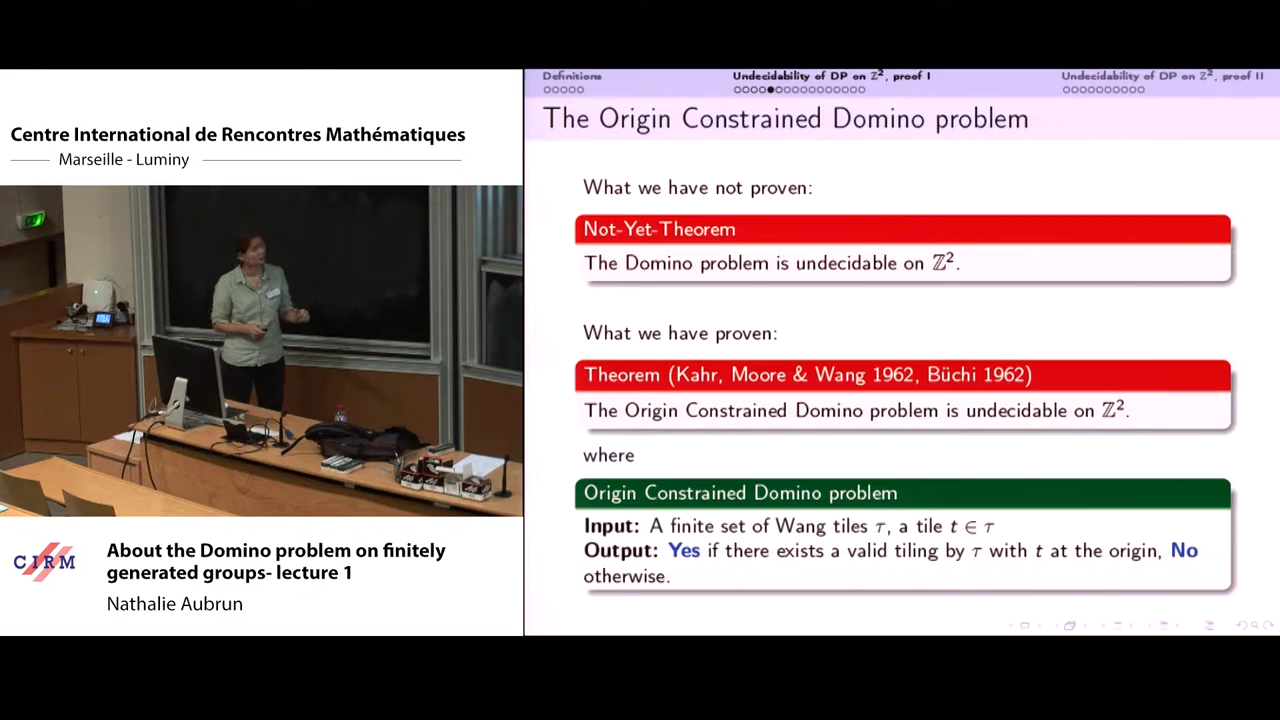 Centre International de Rencontres Mathématiques
Marseille - Luminy
CIRM
About the Domino problem on finitely
generated groups- lecture 1
Nathalie Aubrun
Definitions
Undecidability of DP on ℤ², proof I
Undecidability of DP on ℤ², proof II
The Origin Constrained Domino problem
What we have not proven:
Not-Yet-Theorem
The Domino problem is undecidable on ℤ².
What we have proven:
Theorem (Kahr, Moore & Wang 1962, Büchi 1962)
The Origin Constrained Domino problem is undecidable on ℤ².
where
Origin Constrained Domino problem
Input: A finite set of Wang tiles τ, a tile t ∈ τ
Output: Yes if there exists a valid tiling by τ with t at the origin, No
otherwise.